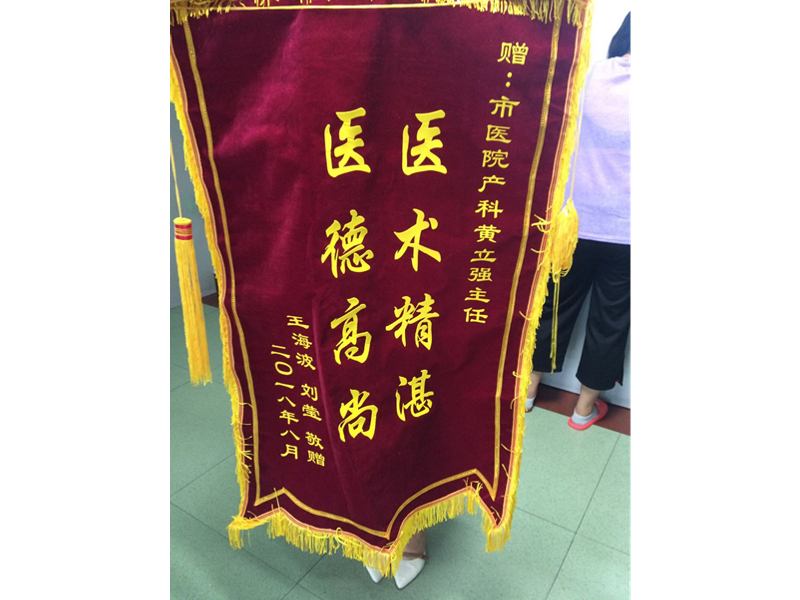 赠：市医院产科黄立强主任
医术精湛
医德高尚
王海波 刘莹 敬赠
二〇一八年八月